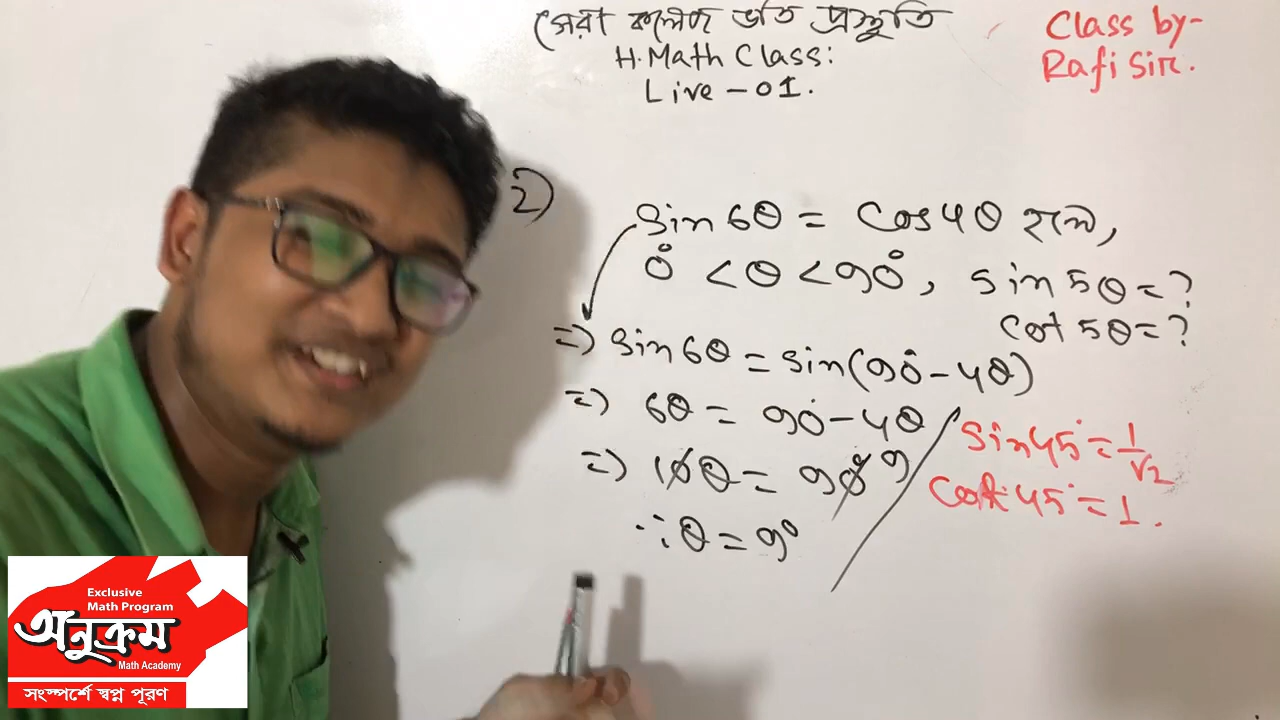 সেরা কলেজ ভর্তি প্রস্তুতি
H.Math Class:
Live - 01.
Class by-
Rafi Sir.
2) Sin 6θ = Cos 4θ হলে,
0° < θ < 90°, Sin 5θ = ?
Cot 5θ = ?
=> Sin 6θ = Sin(90° - 4θ)
=> 6θ = 90° - 4θ
=> 10θ = 90° 9
∴ θ = 9°
Sin 45° = 1/√2
Cot 45° = 1.
Exclusive
Math Program
অনুক্রম
Math Academy
সংস্পর্শে স্বপ্ন পূরণ